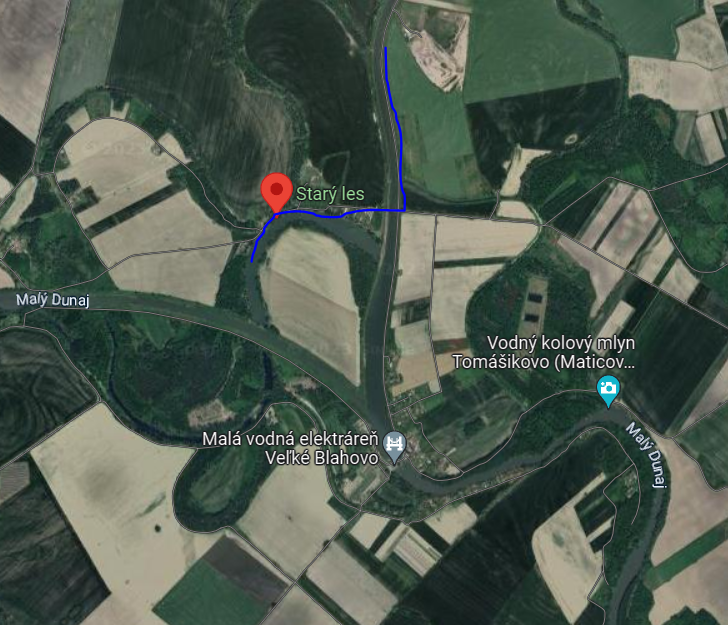 Starý les
Malý Dunaj
Vodný kolový mlyn
Tomášikovo (Maticov...
Malá vodná elektráreň
Veľké Blahovo
Malý Dunaj